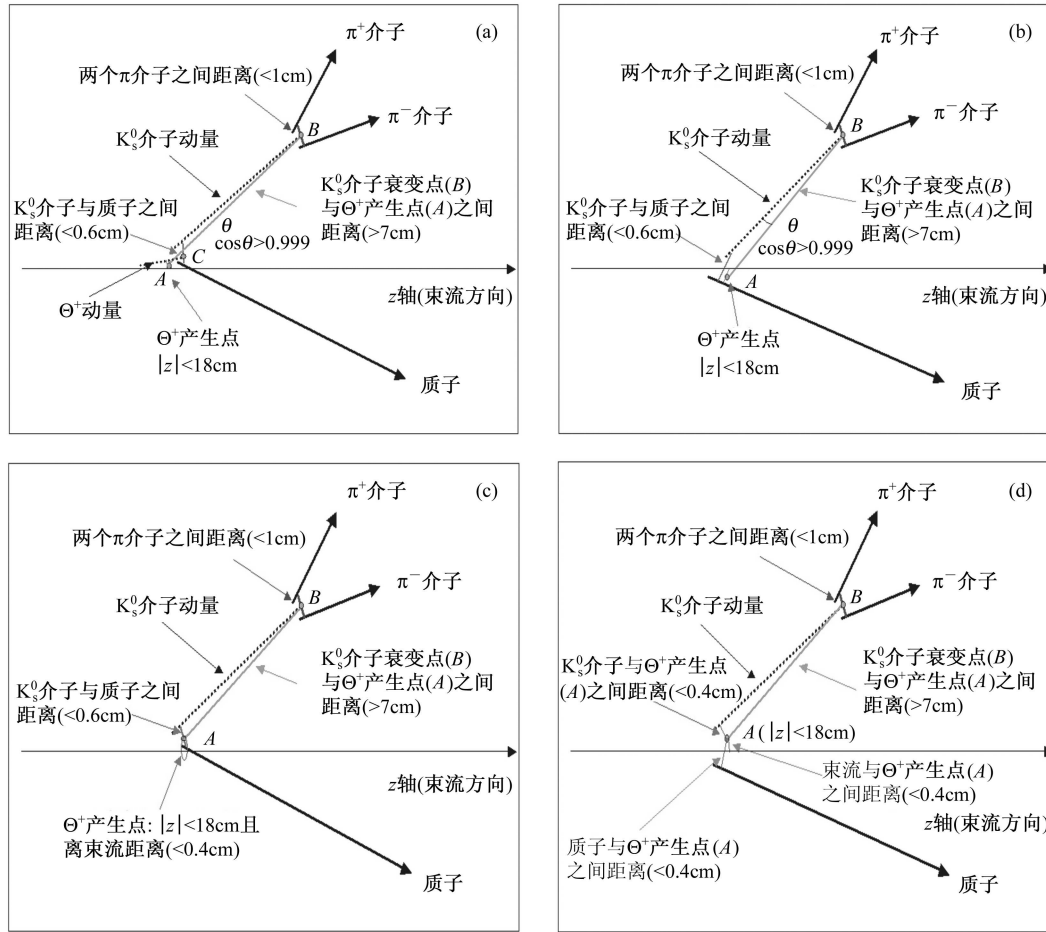 (a)
π⁺介子
两个π介子之间距离(<1cm)
B
π⁻介子
K⁰ₛ介子动量
K⁰ₛ介子衰变点(B)
与Θ⁺产生点(A)之间
距离(>7cm)
K⁰ₛ介子与质子之间
距离(<0.6cm)
θ
cosθ>0.999
C
A
z轴(束流方向)
Θ⁺动量
Θ⁺产生点
|z|<18cm
质子
(b)
π⁺介子
两个π介子之间距离(<1cm)
B
π⁻介子
K⁰ₛ介子动量
K⁰ₛ介子衰变点(B)
与Θ⁺产生点(A)之间
距离(>7cm)
K⁰ₛ介子与质子之间
距离(<0.6cm)
θ
cosθ>0.999
A
z轴(束流方向)
Θ⁺产生点
|z|<18cm
质子
(c)
π⁺介子
两个π介子之间距离(<1cm)
B
π⁻介子
K⁰ₛ介子动量
K⁰ₛ介子衰变点(B)
与Θ⁺产生点(A)之间
距离(>7cm)
K⁰ₛ介子与质子之间
距离(<0.6cm)
A
z轴(束流方向)
Θ⁺产生点: |z|<18cm且
离束流距离(<0.4cm)
质子
(d)
π⁺介子
两个π介子之间距离(<1cm)
B
π⁻介子
K⁰ₛ介子动量
K⁰ₛ介子衰变点(B)
与Θ⁺产生点(A)之间
距离(>7cm)
K⁰ₛ介子与Θ⁺产生点
(A)之间距离(<0.4cm)
A(|z|<18cm)
束流与Θ⁺产生点(A)
之间距离(<0.4cm)
z轴(束流方向)
质子与Θ⁺产生点(A)
之间距离(<0.4cm)
质子